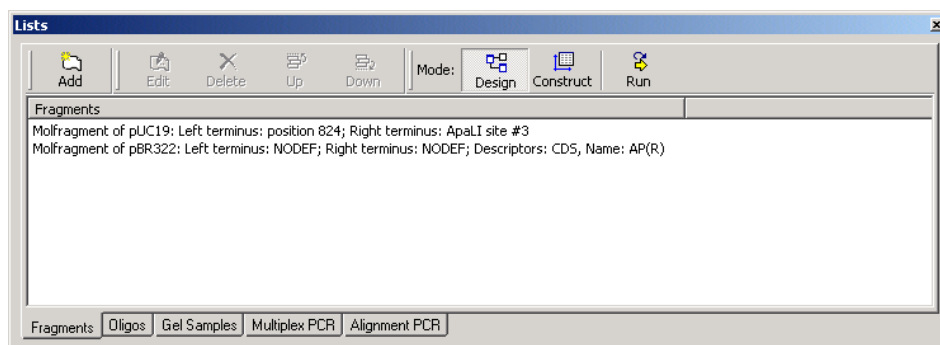 Lists
Add Edit Delete Up Down Mode: Design Construct Run
Fragments
Molfragment of pUC19: Left terminus: position 824; Right terminus: ApaLI site #3
Molfragment of pBR322: Left terminus: NODEF; Right terminus: NODEF; Descriptors: CDS, Name: AP(R)
Fragments Oligos Gel Samples Multiplex PCR Alignment PCR